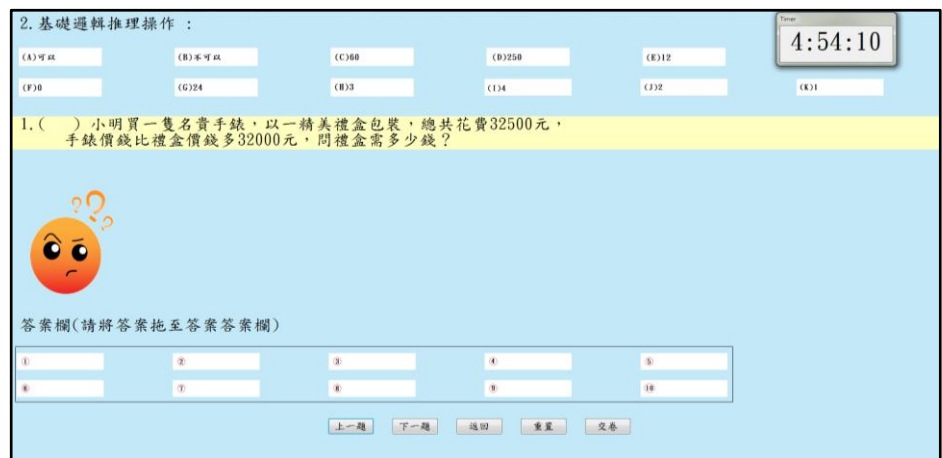 2.基礎邏輯推理操作 :
Timer
4:54:10
(A)可以 (B)不可以 (C)60 (D)250 (E)12
(F)0 (G)24 (H)3 (I)4 (J)2 (K)1
1.( )小明買一隻名貴手錶,以一精美禮盒包裝,總共花費32500元,
手錶價錢比禮盒價錢多32000元,問禮盒需多少錢?
???
答案欄(請將答案拖至答案答案欄)
① ② ③ ④ ⑤
⑥ ⑦ ⑧ ⑨ ⑩
上一題 下一題 返回 重置 交卷